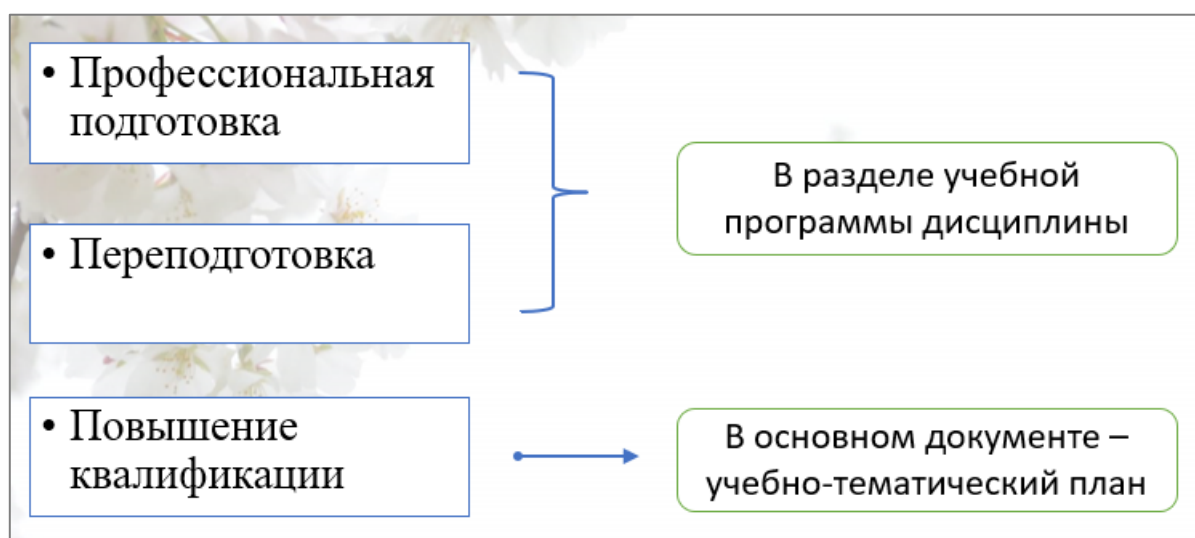 • Профессиональная
подготовка
В разделе учебной
программы дисциплины
• Переподготовка
• Повышение
квалификации
В основном документе –
учебно-тематический план